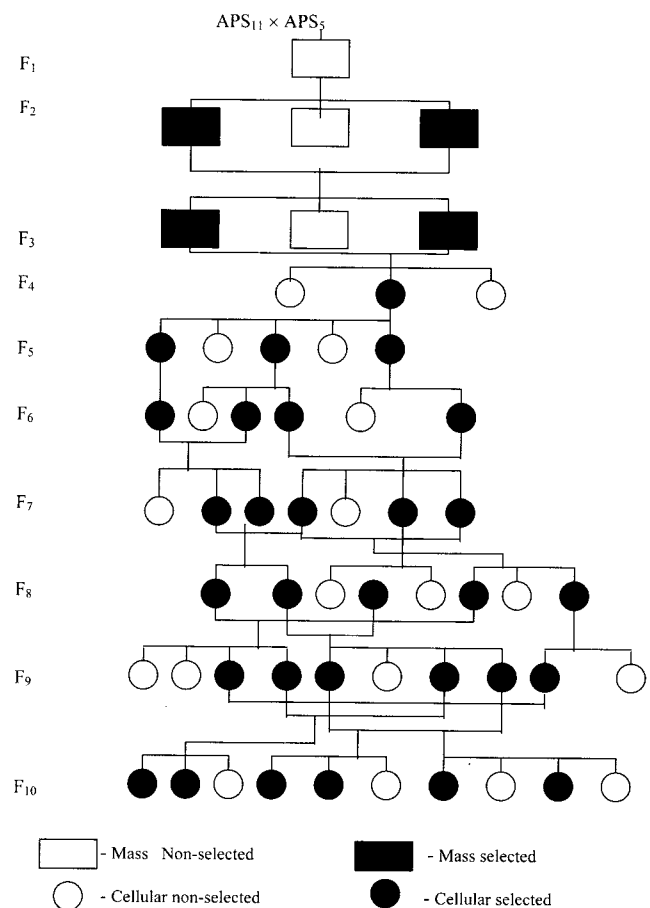 APS₁₁ × APS₅
F₁
F₂
F₃
F₄
F₅
F₆
F₇
F₈
F₉
F₁₀
- Mass Non-selected
- Mass selected
- Cellular non-selected
- Cellular selected